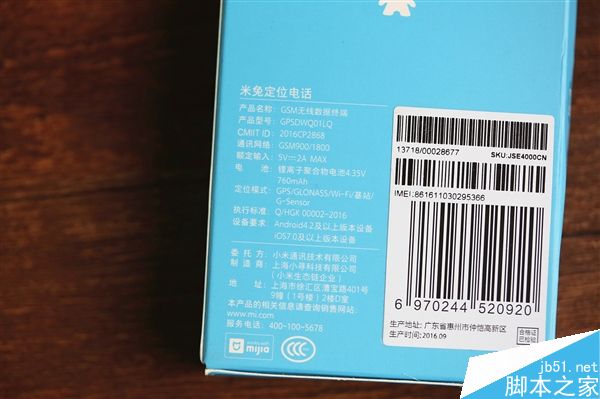 米兔定位电话
产品名称: GSM无线数据终端
产品型号: GPSDWQ01LQ
CMIIT ID: 2016CP2868
通讯网络: GSM900/1800
额定输入: 5V⎓2A MAX
电 池: 锂离子聚合物电池4.35V
760mAh
定位模式: GPS/GLONASS/Wi-Fi/基站/
G-Sensor
执行标准: Q/HGK 00002-2016
设备要求: Android4.2及以上版本设备
iOS7.0及以上版本设备
委 托 方: 小米通讯技术有限公司
制 造 商: 上海小寻科技有限公司
(小米生态链企业)
地 址: 上海市徐汇区漕宝路401号
9幢 (1号楼) 2楼D室
产品的具体详情请查询销售网站。
www.mi.com
服务电话: 400-100-5678
mijia
CCC
13718/00028677
SKU:JSE4000CN
IMEI:861611030295366
6 970244 520920
生产地址: 广东省惠州市仲恺高新区
生产时间: 2016.09
合格证
已检验
jb51.net
脚本之家